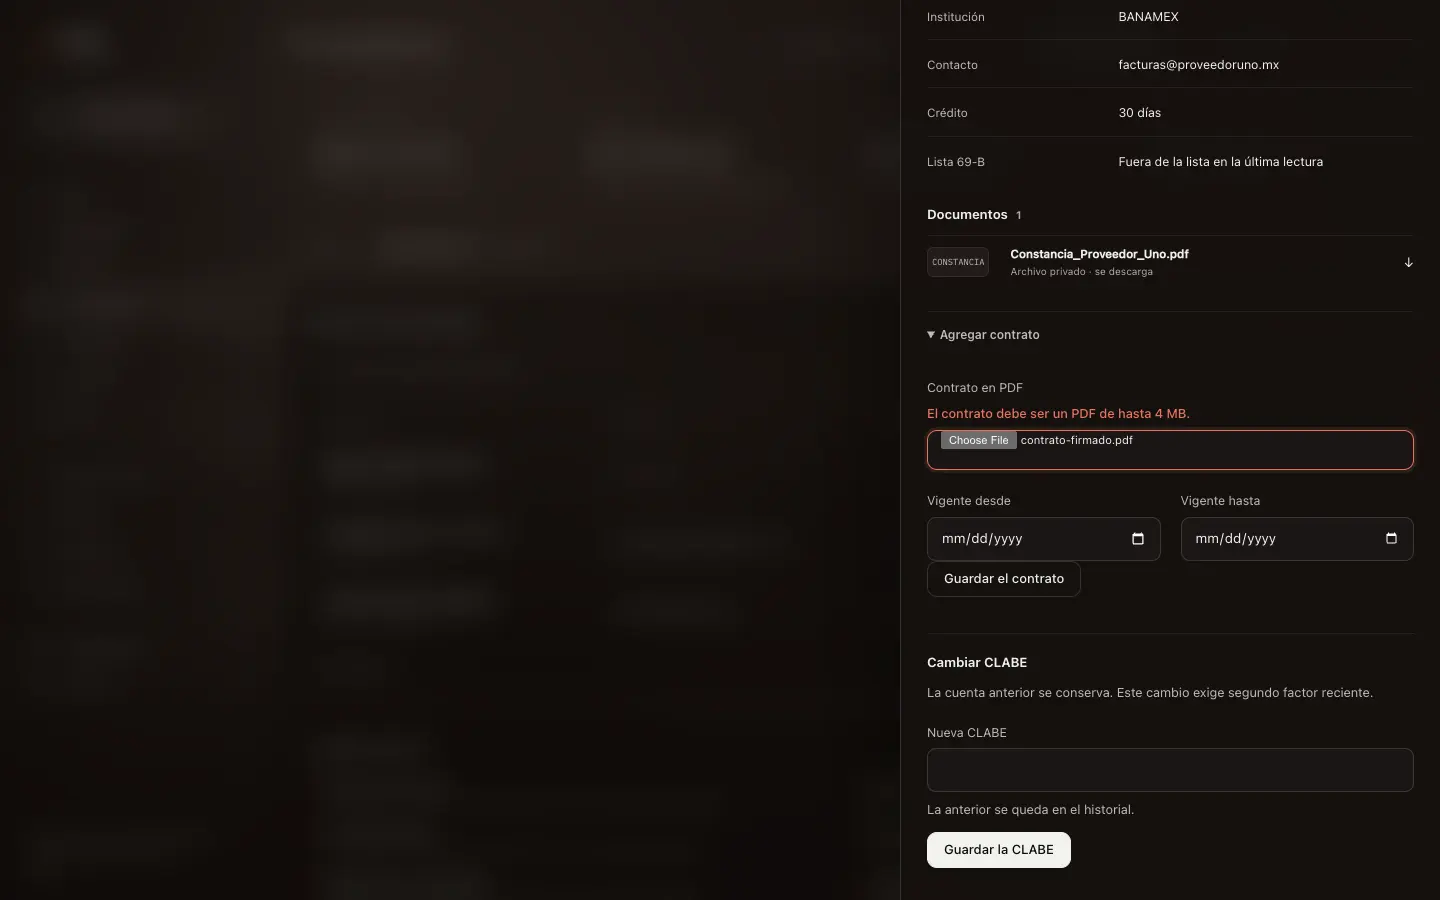 Institución BANAMEX
Contacto facturas@proveedoruno.mx
Crédito 30 días
Lista 69-B Fuera de la lista en la última lectura
Documentos 1
CONSTANCIA
Constancia_Proveedor_Uno.pdf
Archivo privado · se descarga
↓
▼ Agregar contrato
Contrato en PDF
El contrato debe ser un PDF de hasta 4 MB.
Choose File contrato-firmado.pdf
Vigente desde Vigente hasta
mm/dd/yyyy mm/dd/yyyy
Guardar el contrato
Cambiar CLABE
La cuenta anterior se conserva. Este cambio exige segundo factor reciente.
Nueva CLABE
La anterior se queda en el historial.
Guardar la CLABE